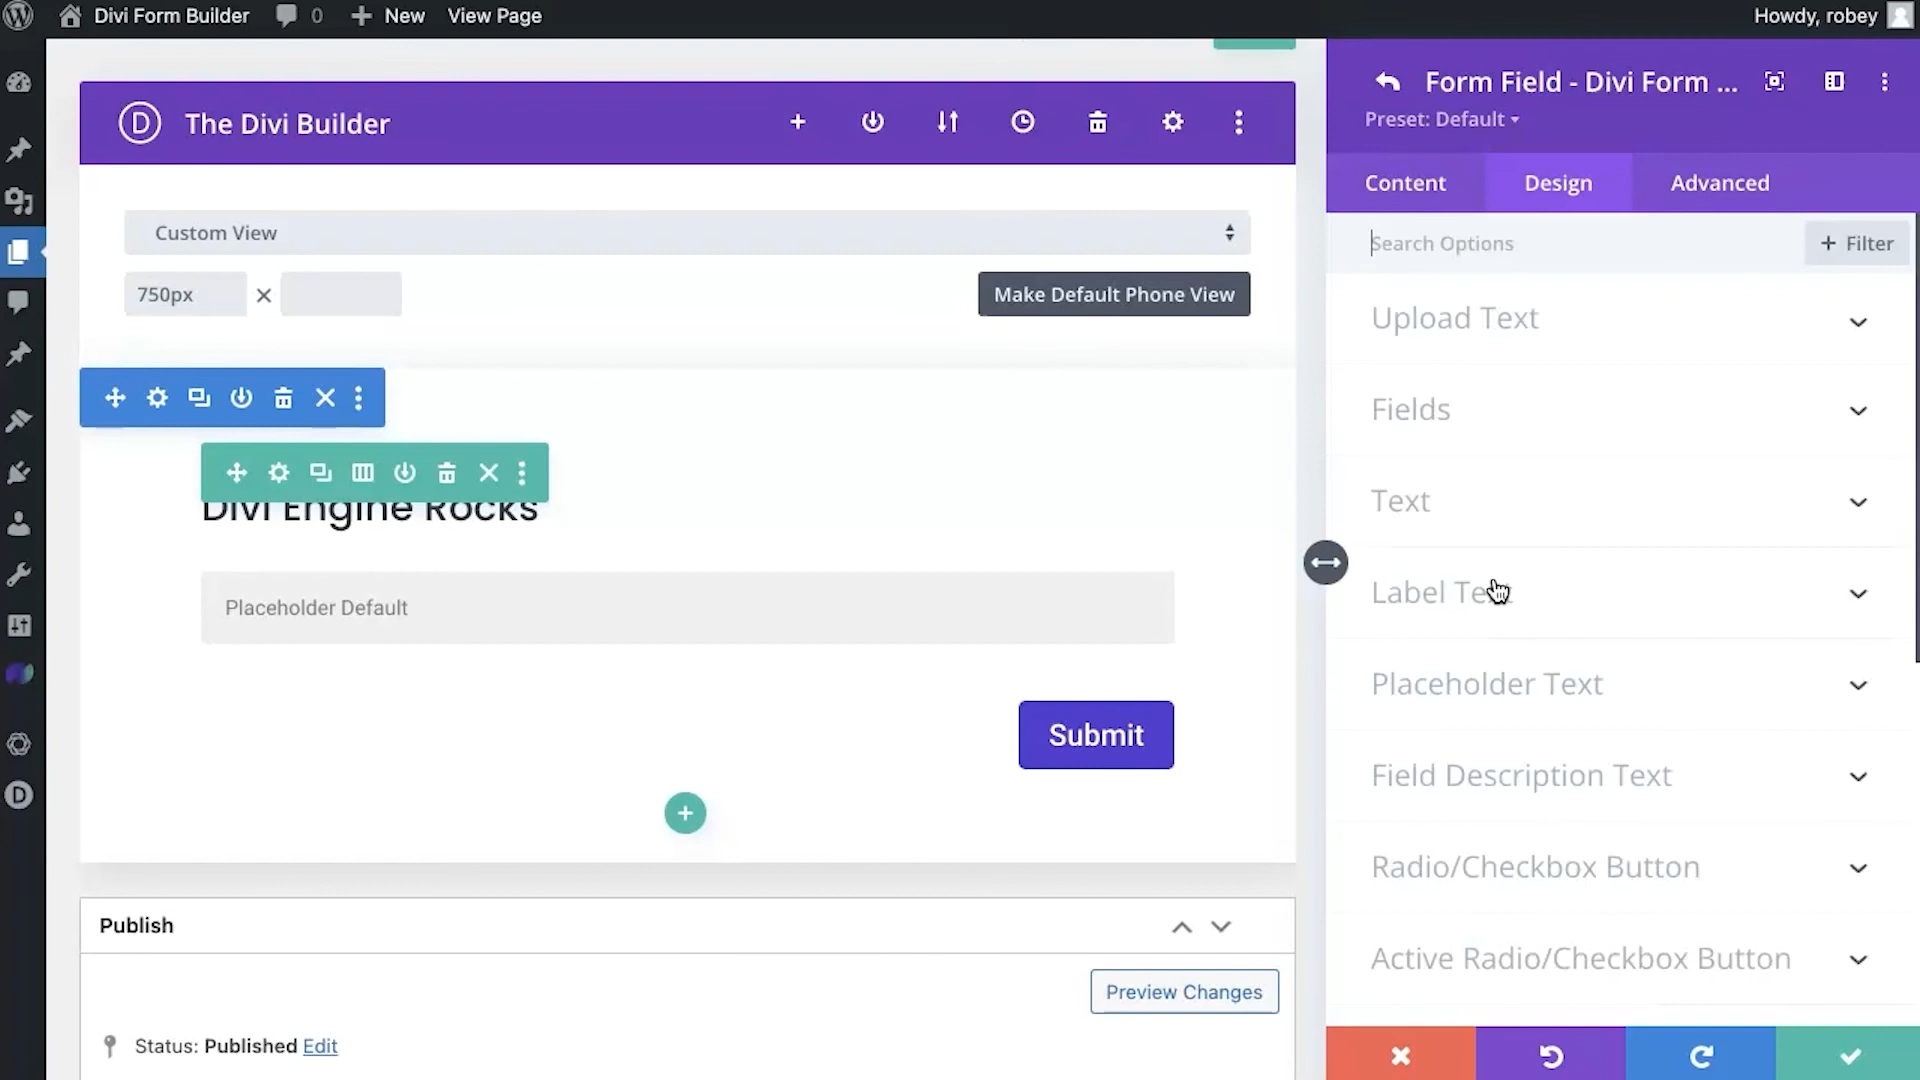 Divi Form Builder 0 New View Page Howdy, robey
The Divi Builder
Custom View
750px
Make Default Phone View
Divi Engine Rocks
Placeholder Default
Submit
Publish
Preview Changes
Status: Published Edit
Form Field - Divi Form ...
Preset: Default
Content Design Advanced
Search Options + Filter
Upload Text
Fields
Text
Label Text
Placeholder Text
Field Description Text
Radio/Checkbox Button
Active Radio/Checkbox Button